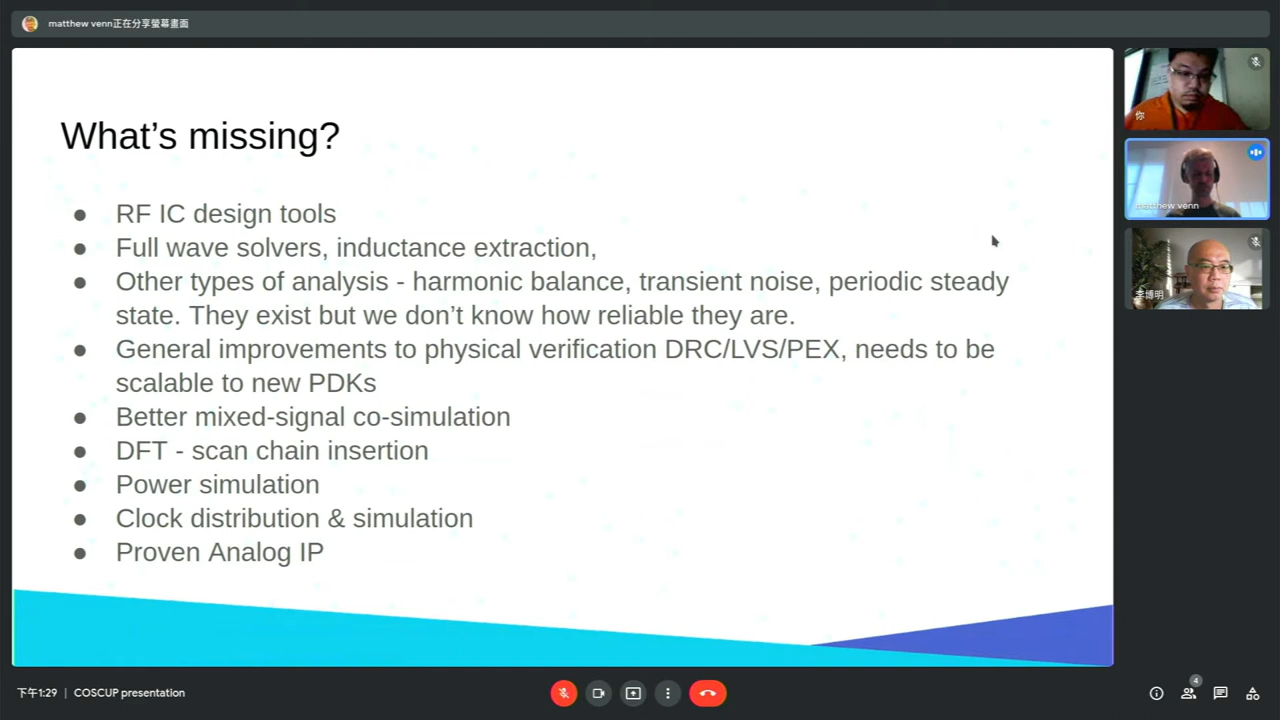 matthew venn正在分享螢幕畫面
What's missing?
● RF IC design tools
● Full wave solvers, inductance extraction,
● Other types of analysis - harmonic balance, transient noise, periodic steady
state. They exist but we don't know how reliable they are.
● General improvements to physical verification DRC/LVS/PEX, needs to be
scalable to new PDKs
● Better mixed-signal co-simulation
● DFT - scan chain insertion
● Power simulation
● Clock distribution & simulation
● Proven Analog IP
你
matthew venn
李博明
下午1:29 | COSCUP presentation
4